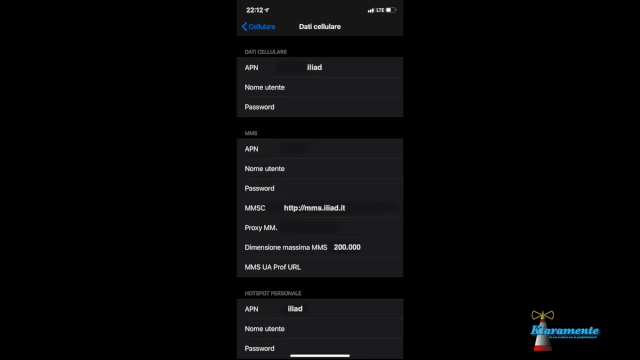 22:12
LTE
Cellulare
Dati cellulare
DATI CELLULARE
APN iliad
Nome utente
Password
MMS
APN
Nome utente
Password
MMSC http://mms.iliad.it
Proxy MM.
Dimensione massima MMS 200.000
MMS UA Prof URL
HOTSPOT PERSONALE
APN iliad
Nome utente
Password
Kiaramente